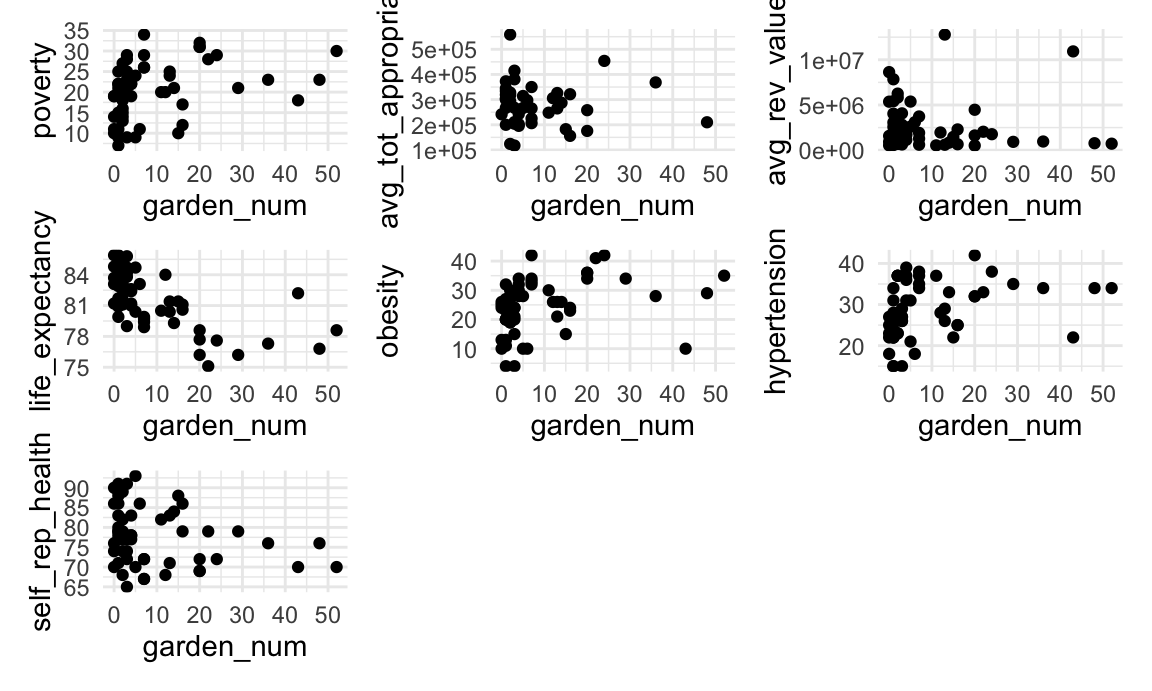 poverty
35
30
25
20
15
10
0 10 20 30 40 50
garden_num
avg_tot_appropria
5e+05
4e+05
3e+05
2e+05
1e+05
0 10 20 30 40 50
garden_num
avg_rev_value
1e+07
5e+06
0e+00
0 10 20 30 40 50
garden_num
life_expectancy
84
81
78
75
0 10 20 30 40 50
garden_num
obesity
40
30
20
10
0 10 20 30 40 50
garden_num
hypertension
40
30
20
0 10 20 30 40 50
garden_num
self_rep_health
90
85
80
75
70
65
0 10 20 30 40 50
garden_num